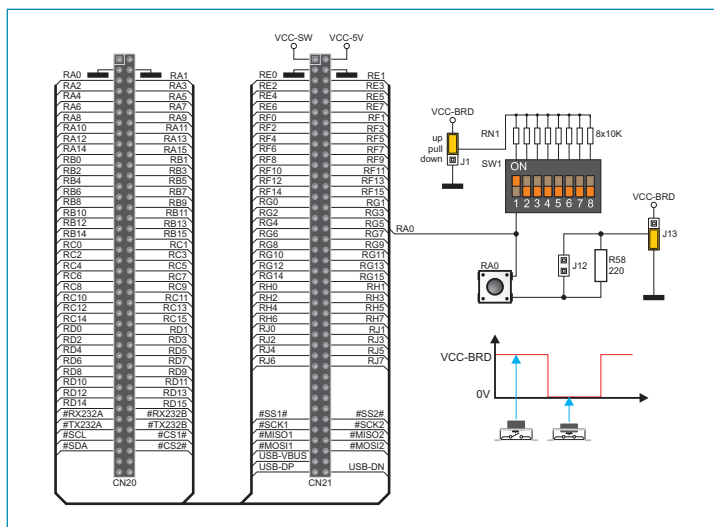 VCC-SW VCC-5V
RA0 RA1 RE0 RE1
RA2 RA3 RE2 RE3
RA4 RA5 RE4 RE5
RA6 RA7 RE6 RE7
RA8 RA9 RF0 RF1
RA10 RA11 RF2 RF3
RA12 RA13 RF4 RF5
RA14 RA15 RF6 RF7
RB0 RB1 RF8 RF9
RB2 RB3 RF10 RF11
RB4 RB5 RF12 RF13
RB6 RB7 RF14 RF15
RB8 RB9 RG0 RG1
RB10 RB11 RG2 RG3
RB12 RB13 RG4 RG5
RB14 RB15 RG6 RG7
RC0 RC1 RG8 RG9
RC2 RC3 RG10 RG11
RC4 RC5 RG12 RG13
RC6 RC7 RG14 RG15
RC8 RC9 RH0 RH1
RC10 RC11 RH2 RH3
RC12 RC13 RH4 RH5
RC14 RC15 RH6 RH7
RD0 RD1 RJ0 RJ1
RD2 RD3 RJ2 RJ3
RD4 RD5 RJ4 RJ5
RD6 RD7 RJ6 RJ7
RD8 RD9
RD10 RD11
RD12 RD13
RD14 RD15
#RX232A #RX232B #SS1# #SS2#
#TX232A #TX232B #SCK1 #SCK2
#SCL #CS1# #MISO1 #MISO2
#SDA #CS2# #MOSI1 #MOSI2
USB-VBUS
USB-DP USB-DN
CN20 CN21
VCC-BRD
up
pull
down
J1
RN1 8x10K
SW1
ON
1 2 3 4 5 6 7 8
RA0
VCC-BRD
J13
J12
R58
220
RA0
VCC-BRD
0V